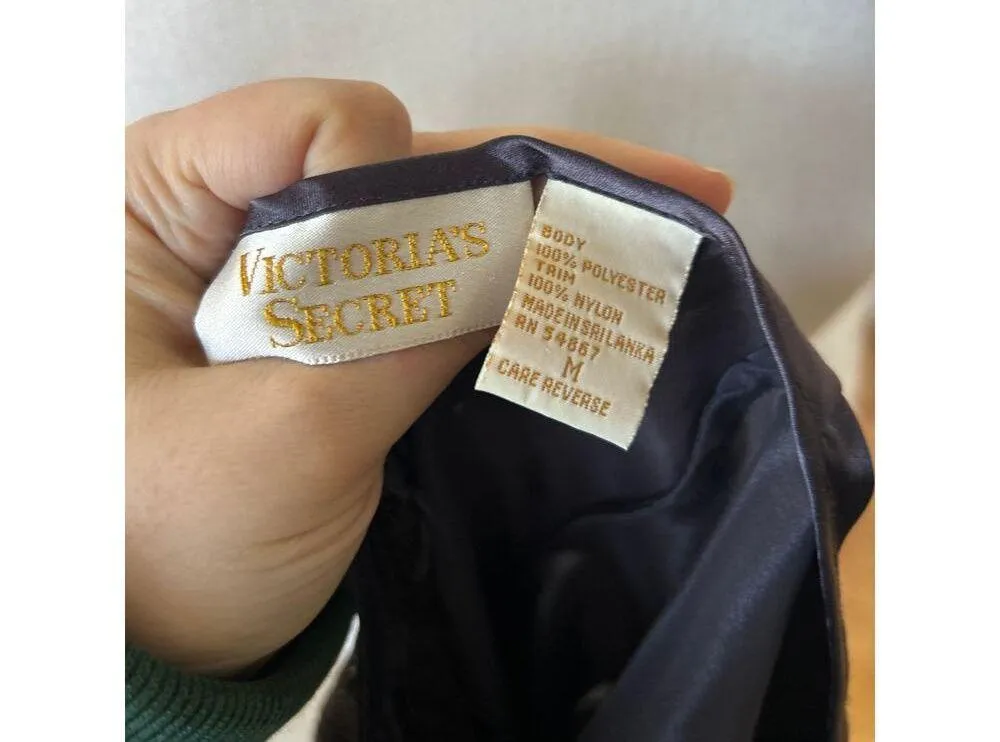 VICTORIA'S
SECRET
BODY
100% POLYESTER
TRIM
100% NYLON
MADE IN SRI LANKA
RN 54867
M
CARE REVERSE